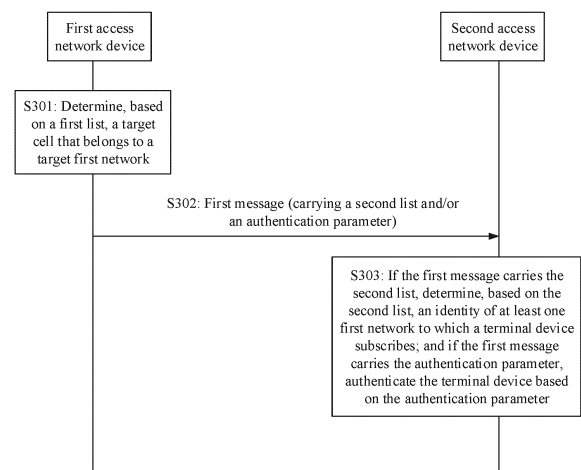 First access
network device
Second access
network device
S301: Determine, based
on a first list, a target
cell that belongs to a
target first network
S302: First message (carrying a second list and/or
an authentication parameter)
S303: If the first message carries the
second list, determine, based on the
second list, an identity of at least one
first network to which a terminal device
subscribes; and if the first message
carries the authentication parameter,
authenticate the terminal device based
on the authentication parameter